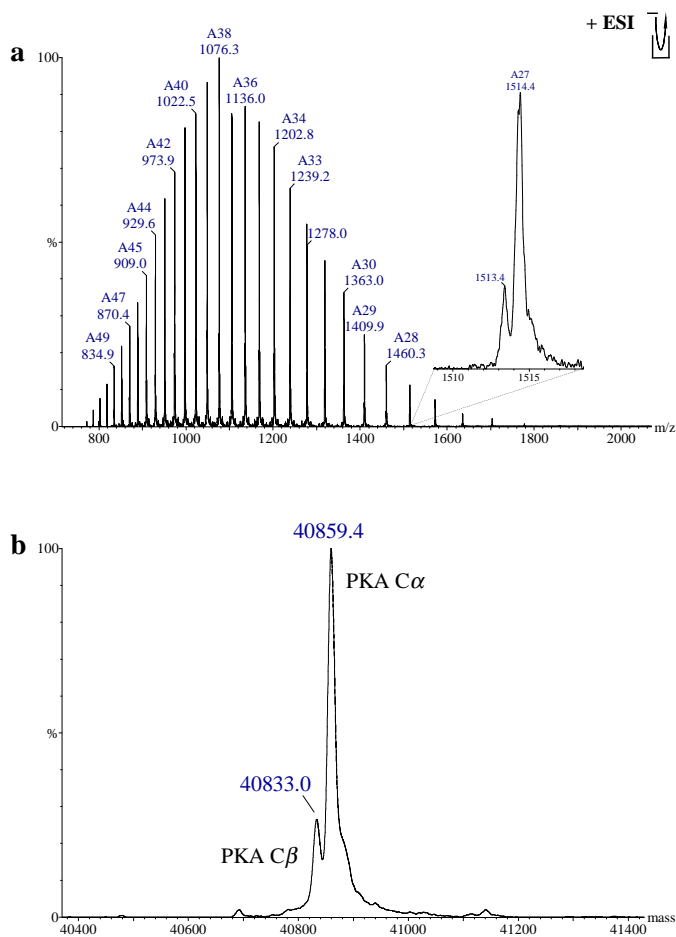 + ESI
a
100
%
A38
1076.3
A40
1022.5
A36
1136.0
A42
973.9
A34
1202.8
A33
1239.2
A44
929.6
A45
909.0
1278.0
A47
870.4
A30
1363.0
A29
1409.9
A49
834.9
A28
1460.3
A27
1514.4
1513.4
1510
1515
0
800
1000
1200
1400
1600
1800
2000
m/z
b
100
%
40859.4
PKA Cα
40833.0
PKA Cβ
0
40400
40600
40800
41000
41200
41400
mass